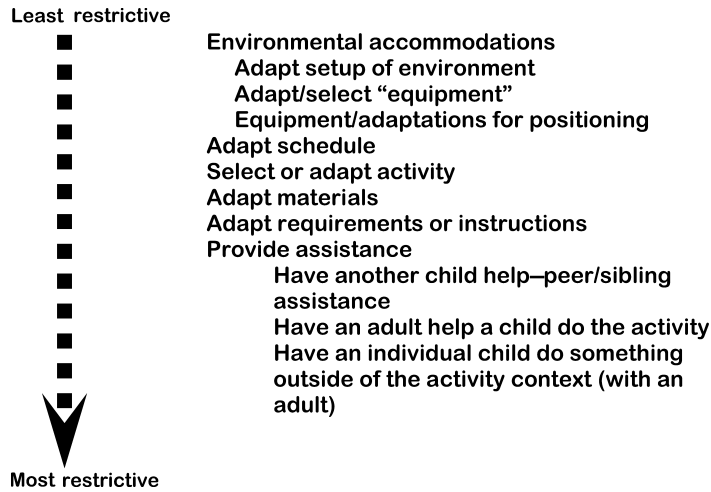 Least restrictive
Environmental accommodations
Adapt setup of environment
Adapt/select “equipment”
Equipment/adaptations for positioning
Adapt schedule
Select or adapt activity
Adapt materials
Adapt requirements or instructions
Provide assistance
Have another child help–peer/sibling
assistance
Have an adult help a child do the activity
Have an individual child do something
outside of the activity context (with an
adult)
Most restrictive